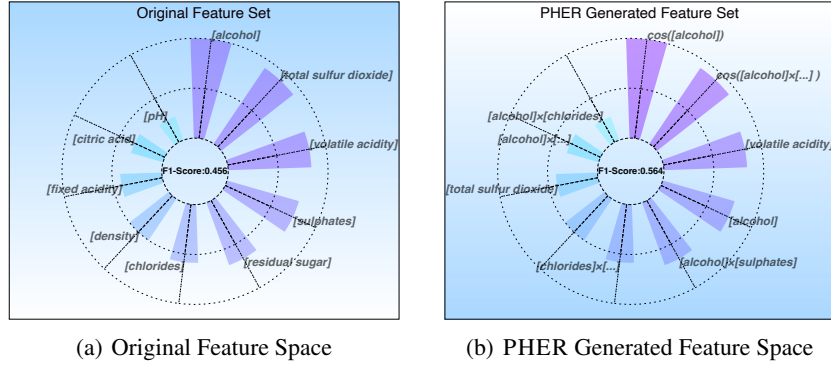 Original Feature Set
[alcohol]
[total sulfur dioxide]
[pH]
[citric acid]
[volatile acidity]
F1-Score:0.456
[fixed acidity]
[sulphates]
[density]
[chlorides]
[residual sugar]
(a) Original Feature Space
PHER Generated Feature Set
cos([alcohol])
cos([alcohol]×[...] )
[alcohol]×[chlorides]
[alcohol]×[...]
[volatile acidity]
F1-Score:0.564
[total sulfur dioxide]
[alcohol]
[chlorides]×[...]
[alcohol]×[sulphates]
(b) PHER Generated Feature Space